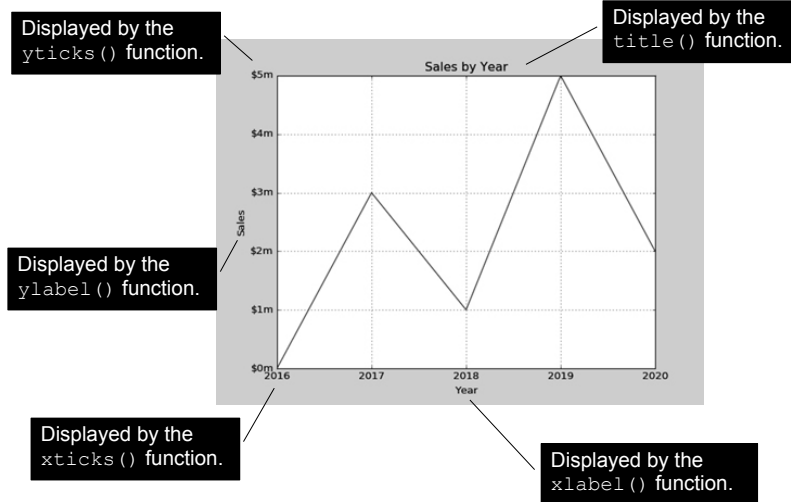 Displayed by the
yticks() function.
Displayed by the
title() function.
Sales by Year
$5m
$4m
$3m
$2m
$1m
$0m
Sales
Displayed by the
ylabel() function.
2016
2017
2018
2019
2020
Year
Displayed by the
xticks() function.
Displayed by the
xlabel() function.